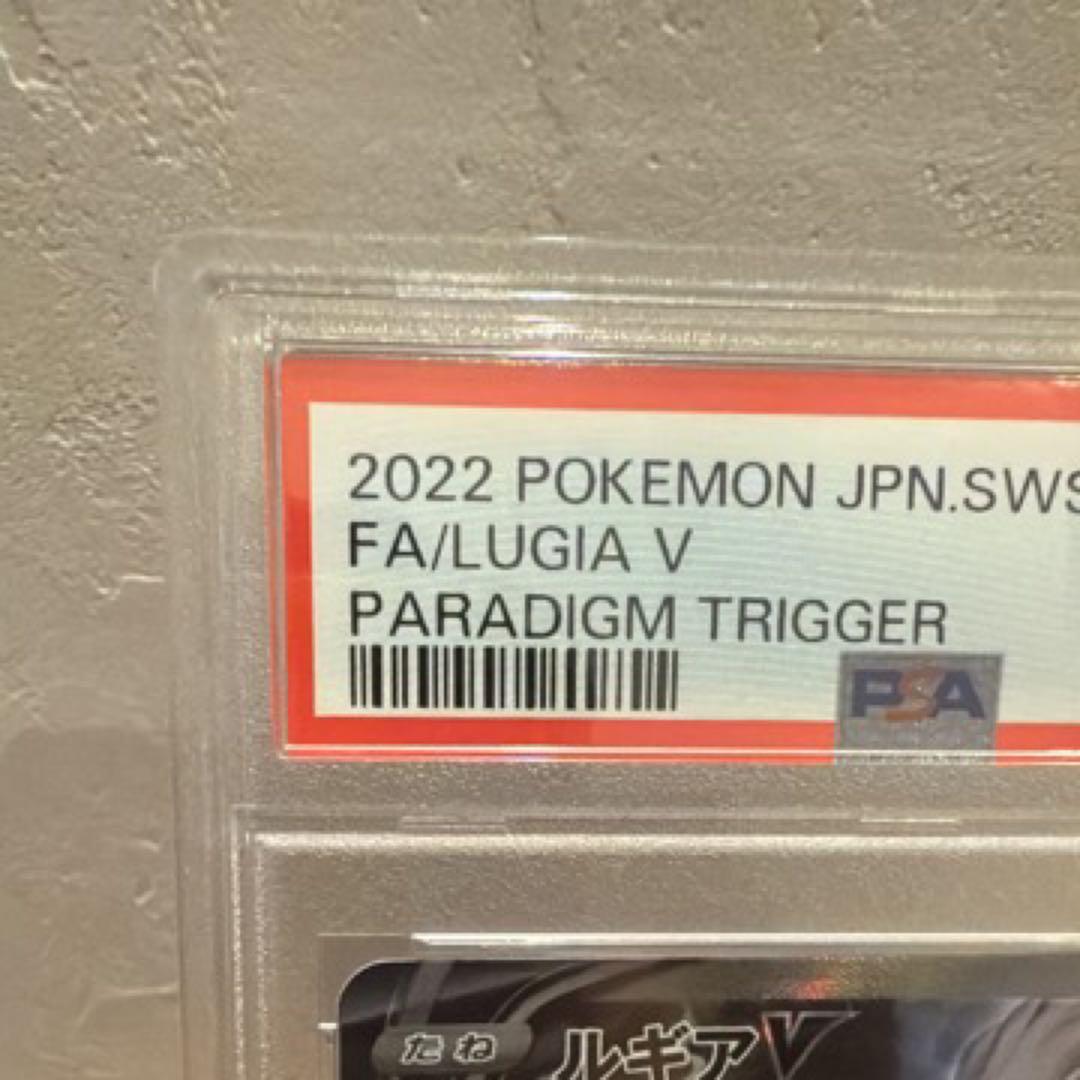 2022 POKEMON JPN.SWS
FA/LUGIA V
PARADIGM TRIGGER
PSA
たね ルギアV